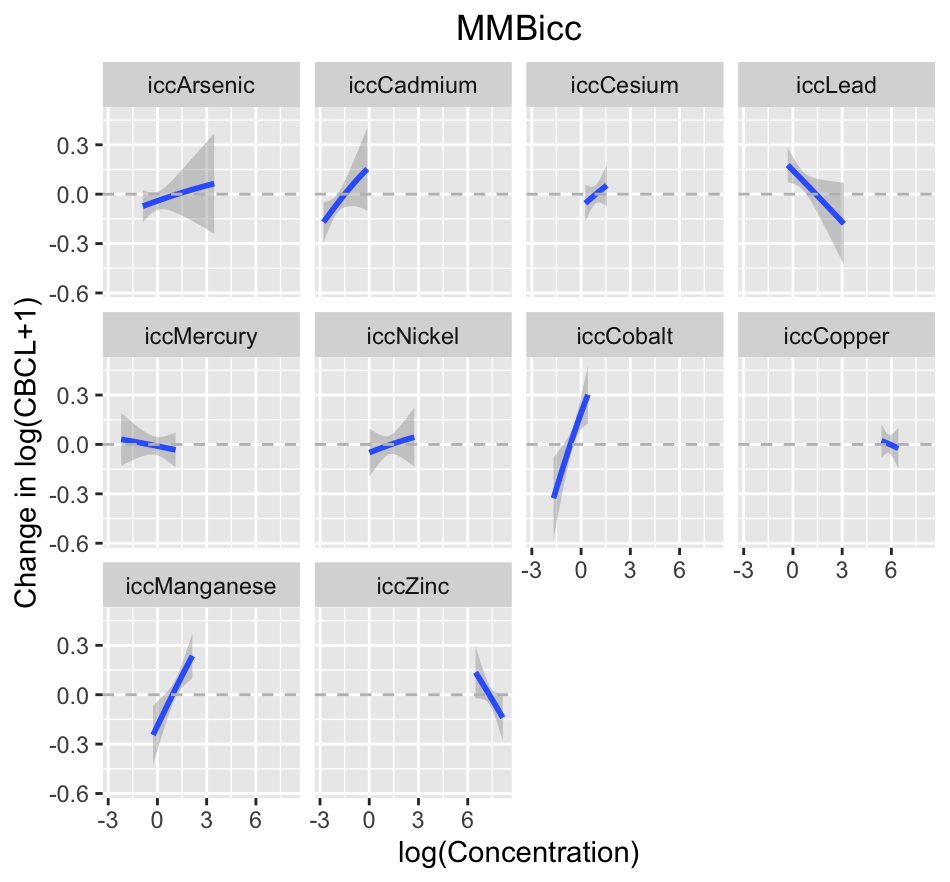 MMBicc
iccArsenic
iccCadmium
iccCesium
iccLead
0.3
0.0
-0.3
-0.6
iccMercury
iccNickel
iccCobalt
iccCopper
0.3
0.0
-0.3
-0.6
-3 0 3 6
-3 0 3 6
iccManganese
iccZinc
0.3
0.0
-0.3
-0.6
-3 0 3 6
-3 0 3 6
Change in log(CBCL+1)
log(Concentration)